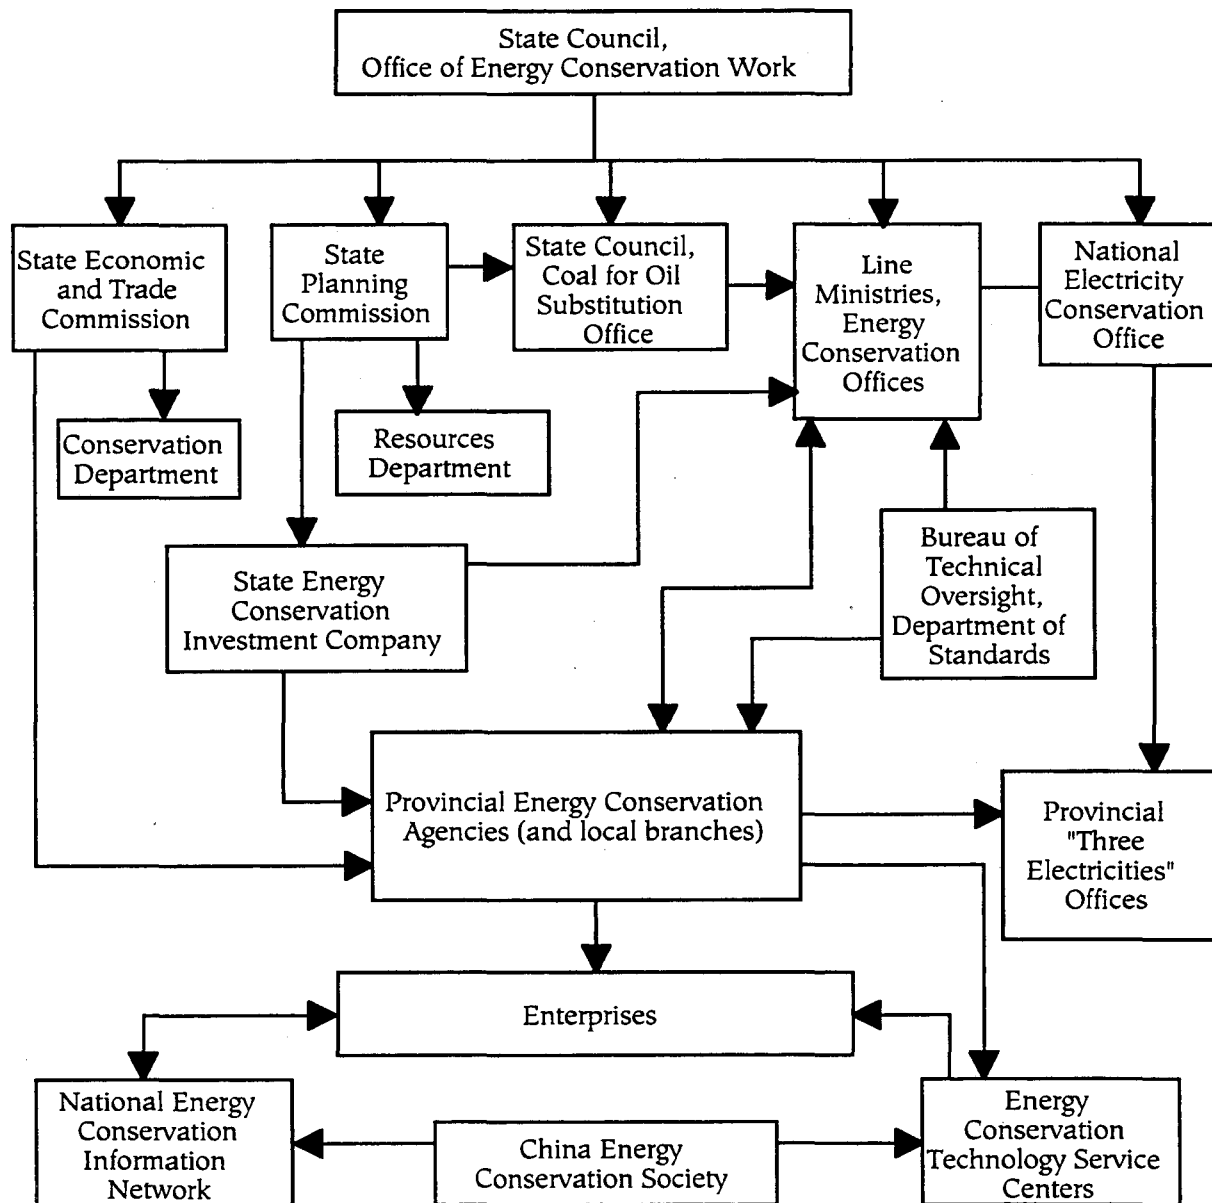 State Council,
Office of Energy Conservation Work
State Economic
and Trade
Commission
State
Planning
Commission
State Council,
Coal for Oil
Substitution
Office
Line
Ministries,
Energy
Conservation
Offices
National
Electricity
Conservation
Office
Conservation
Department
Resources
Department
State Energy
Conservation
Investment Company
Bureau of
Technical
Oversight,
Department of
Standards
Provincial Energy Conservation
Agencies (and local branches)
Provincial
"Three
Electricities"
Offices
Enterprises
National Energy
Conservation
Information
Network
China Energy
Conservation Society
Energy
Conservation
Technology Service
Centers